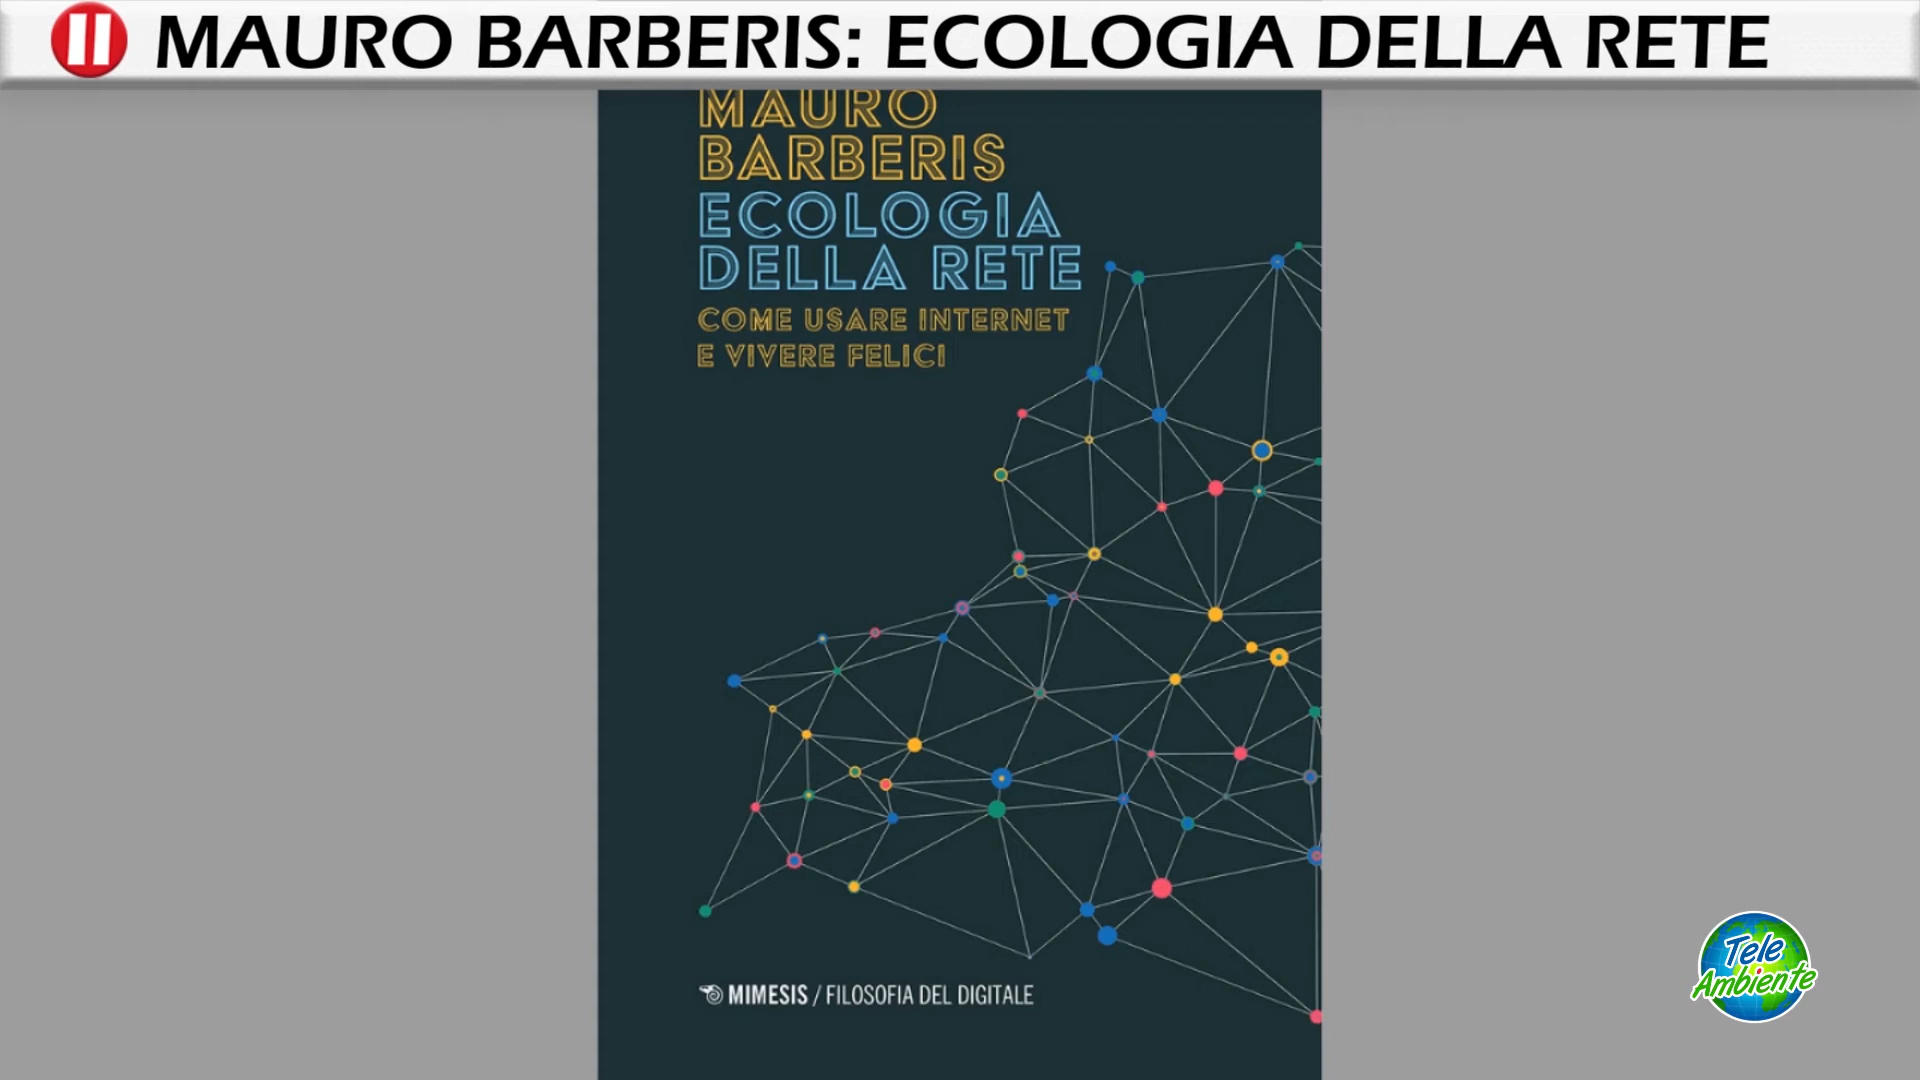 MAURO BARBERIS: ECOLOGIA DELLA RETE
MAURO
BARBERIS
ECOLOGIA
DELLA RETE
COME USARE INTERNET
E VIVERE FELICI
MIMESIS / FILOSOFIA DEL DIGITALE
Tele
Ambiente